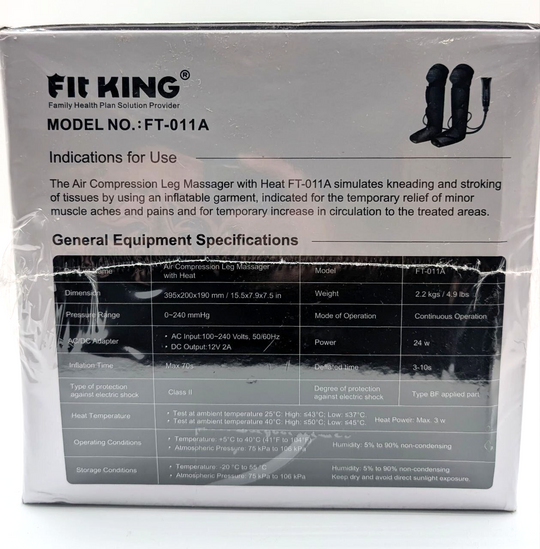 Fit KING®
Family Health Plan Solution Provider
MODEL NO.:FT-011A
Indications for Use
The Air Compression Leg Massager with Heat FT-011A simulates kneading and stroking
of tissues by using an inflatable garment, indicated for the temporary relief of minor
muscle aches and pains and for temporary increase in circulation to the treated areas.
General Equipment Specifications
Name Air Compression Leg Massager with Heat Model FT-011A
Dimension 395x200x190 mm / 15.5x7.9x7.5 in Weight 2.2 kgs / 4.9 lbs
Pressure Range 0~240 mmHg Mode of Operation Continuous Operation
AC/DC Adapter • AC Input:100~240 Volts, 50/60Hz • DC Output:12V 2A Power 24 w
Inflation Time Max 70s Deflated time 3-10s
Type of protection against electric shock Class II Degree of protection against electric shock Type BF applied part
Heat Temperature • Test at ambient temperature 25°C: High: ≤43°C; Low: ≤37°C • Test at ambient temperature 40°C: High: ≤50°C; Low: ≤45°C Heat Power: Max. 3 w
Operating Conditions • Temperature: +5°C to 40°C (41°F to 104°F) • Atmospheric Pressure: 75 kPa to 106 kPa Humidity: 5% to 90% non-condensing
Storage Conditions • Temperature: -20 °C to 55 °C • Atmospheric Pressure: 75 kPa to 106 kPa Humidity: 5% to 90% non-condensing Keep dry and avoid direct sunlight exposure.